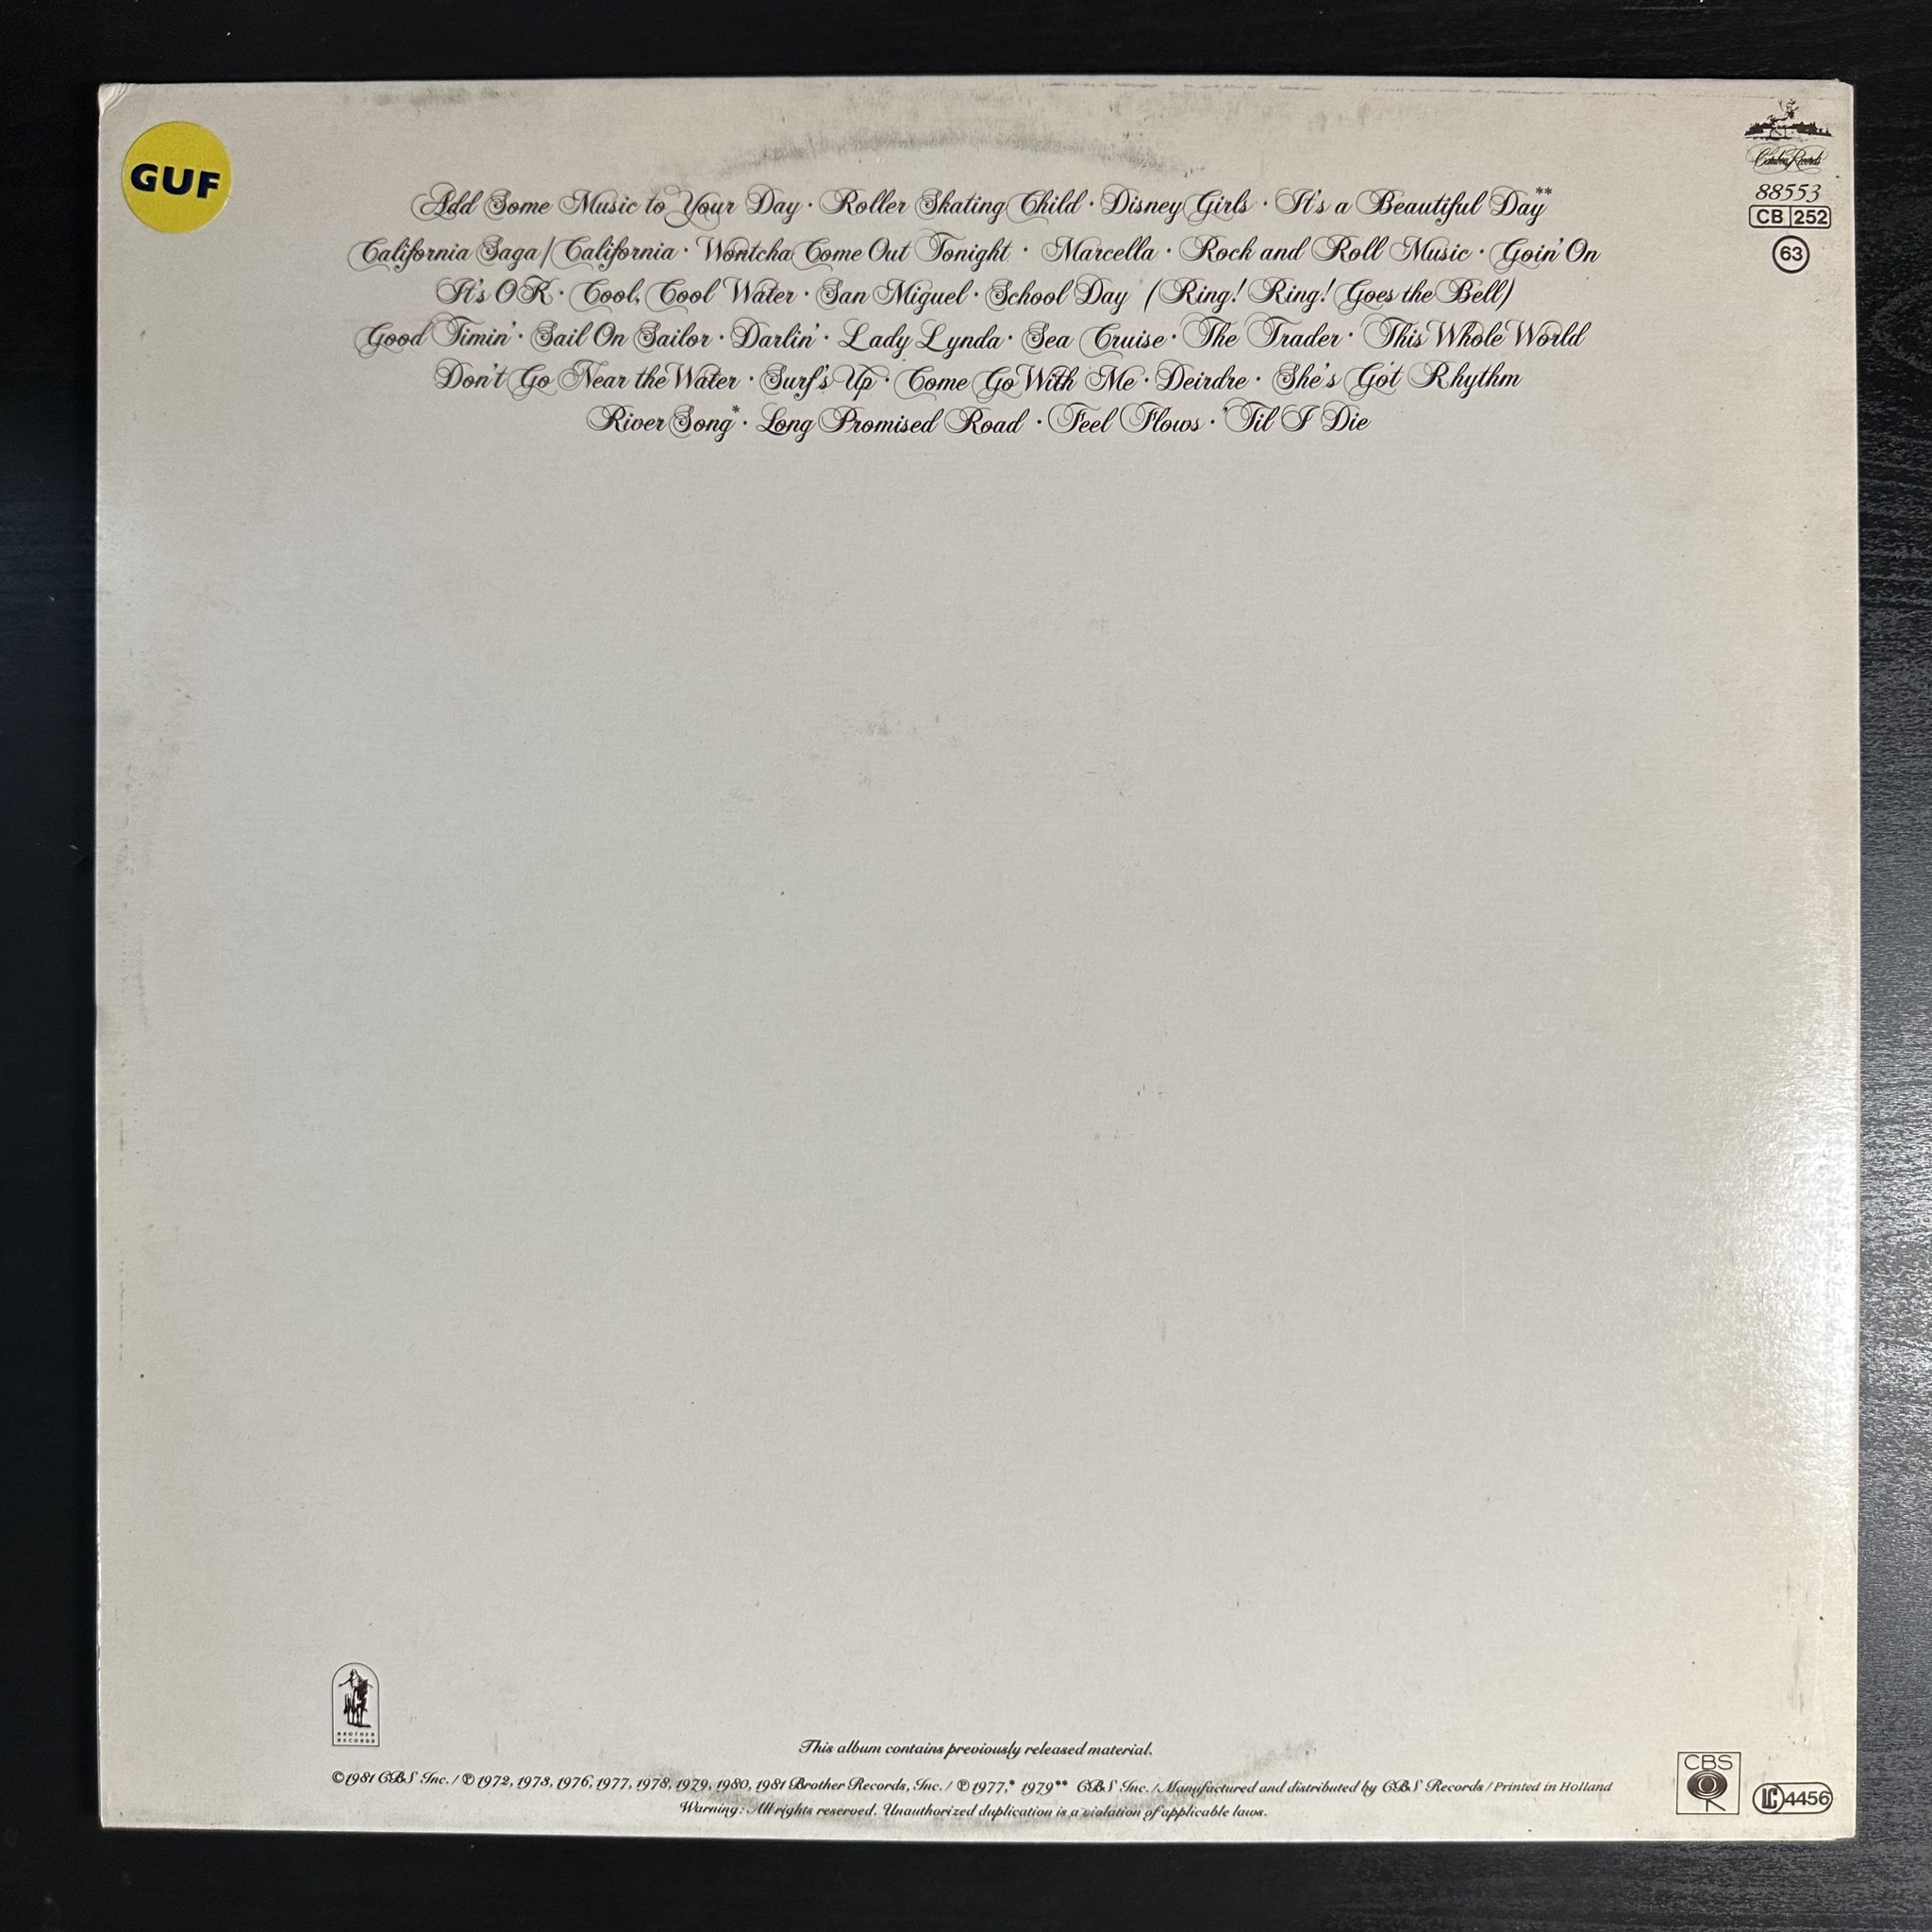 GUF
Caribou Records
88553
CB 252
63
Add Some Music to Your Day · Roller Skating Child · Disney Girls · It's a Beautiful Day**
California Saga/California · Wontcha Come Out Tonight · Marcella · Rock and Roll Music · Goin' On
It's OK · Cool, Cool Water · San Miguel · School Day (Ring! Ring! Goes the Bell)
Good Timin' · Sail On Sailor · Darlin' · Lady Lynda · Sea Cruise · The Trader · This Whole World
Don't Go Near the Water · Surf's Up · Come Go With Me · Deirdre · She's Got Rhythm
River Song* · Long Promised Road · Feel Flows · 'Til I Die
BROTHER
RECORDS
This album contains previously released material.
©1981 CBS Inc. / ℗ 1972, 1973, 1976, 1977, 1978, 1979, 1980, 1981 Brother Records, Inc. / ℗ 1977,* 1979** CBS Inc. / Manufactured and distributed by CBS Records / Printed in Holland
Warning: All rights reserved. Unauthorized duplication is a violation of applicable laws.
CBS
LC 4456